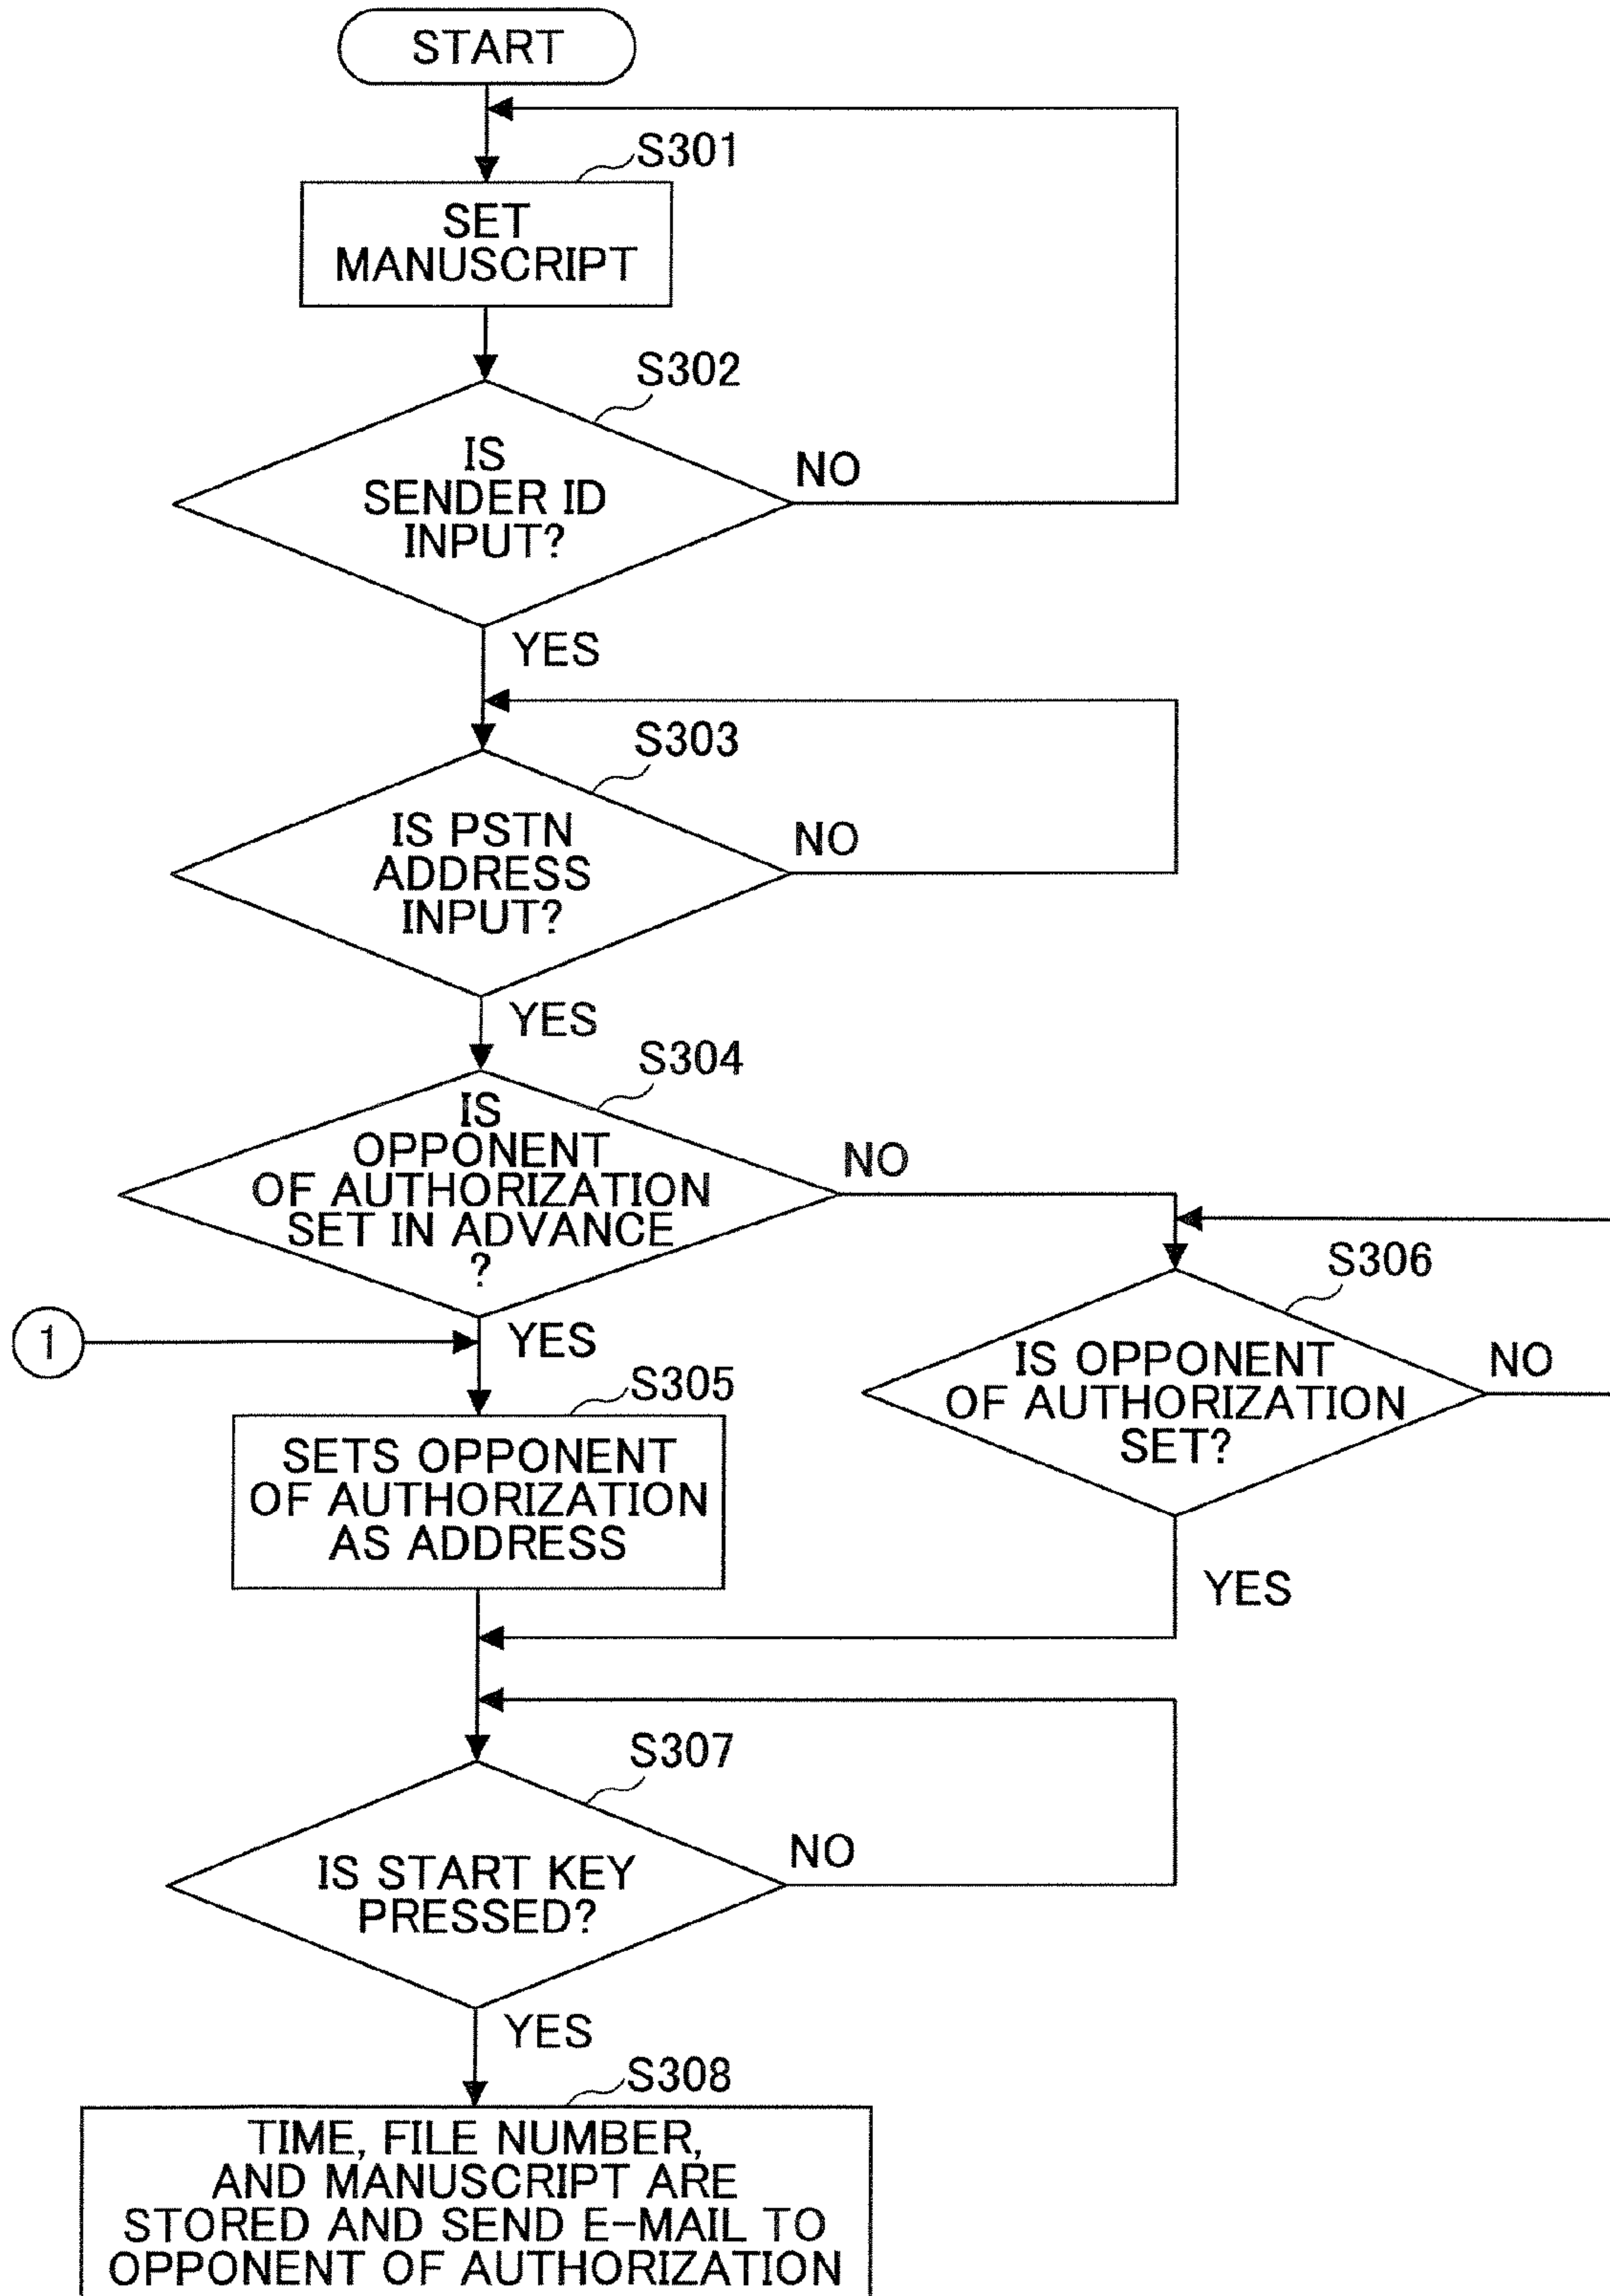 START
S301
SET
MANUSCRIPT
S302
IS
SENDER ID
INPUT?
NO
YES
S303
IS PSTN
ADDRESS
INPUT?
NO
YES
S304
IS
OPPONENT
OF AUTHORIZATION
SET IN ADVANCE
?
NO
S306
IS OPPONENT
OF AUTHORIZATION
SET?
NO
YES
1
YES
S305
SETS OPPONENT
OF AUTHORIZATION
AS ADDRESS
S307
IS START KEY
PRESSED?
NO
YES
S308
TIME, FILE NUMBER,
AND MANUSCRIPT ARE
STORED AND SEND E-MAIL TO
OPPONENT OF AUTHORIZATION